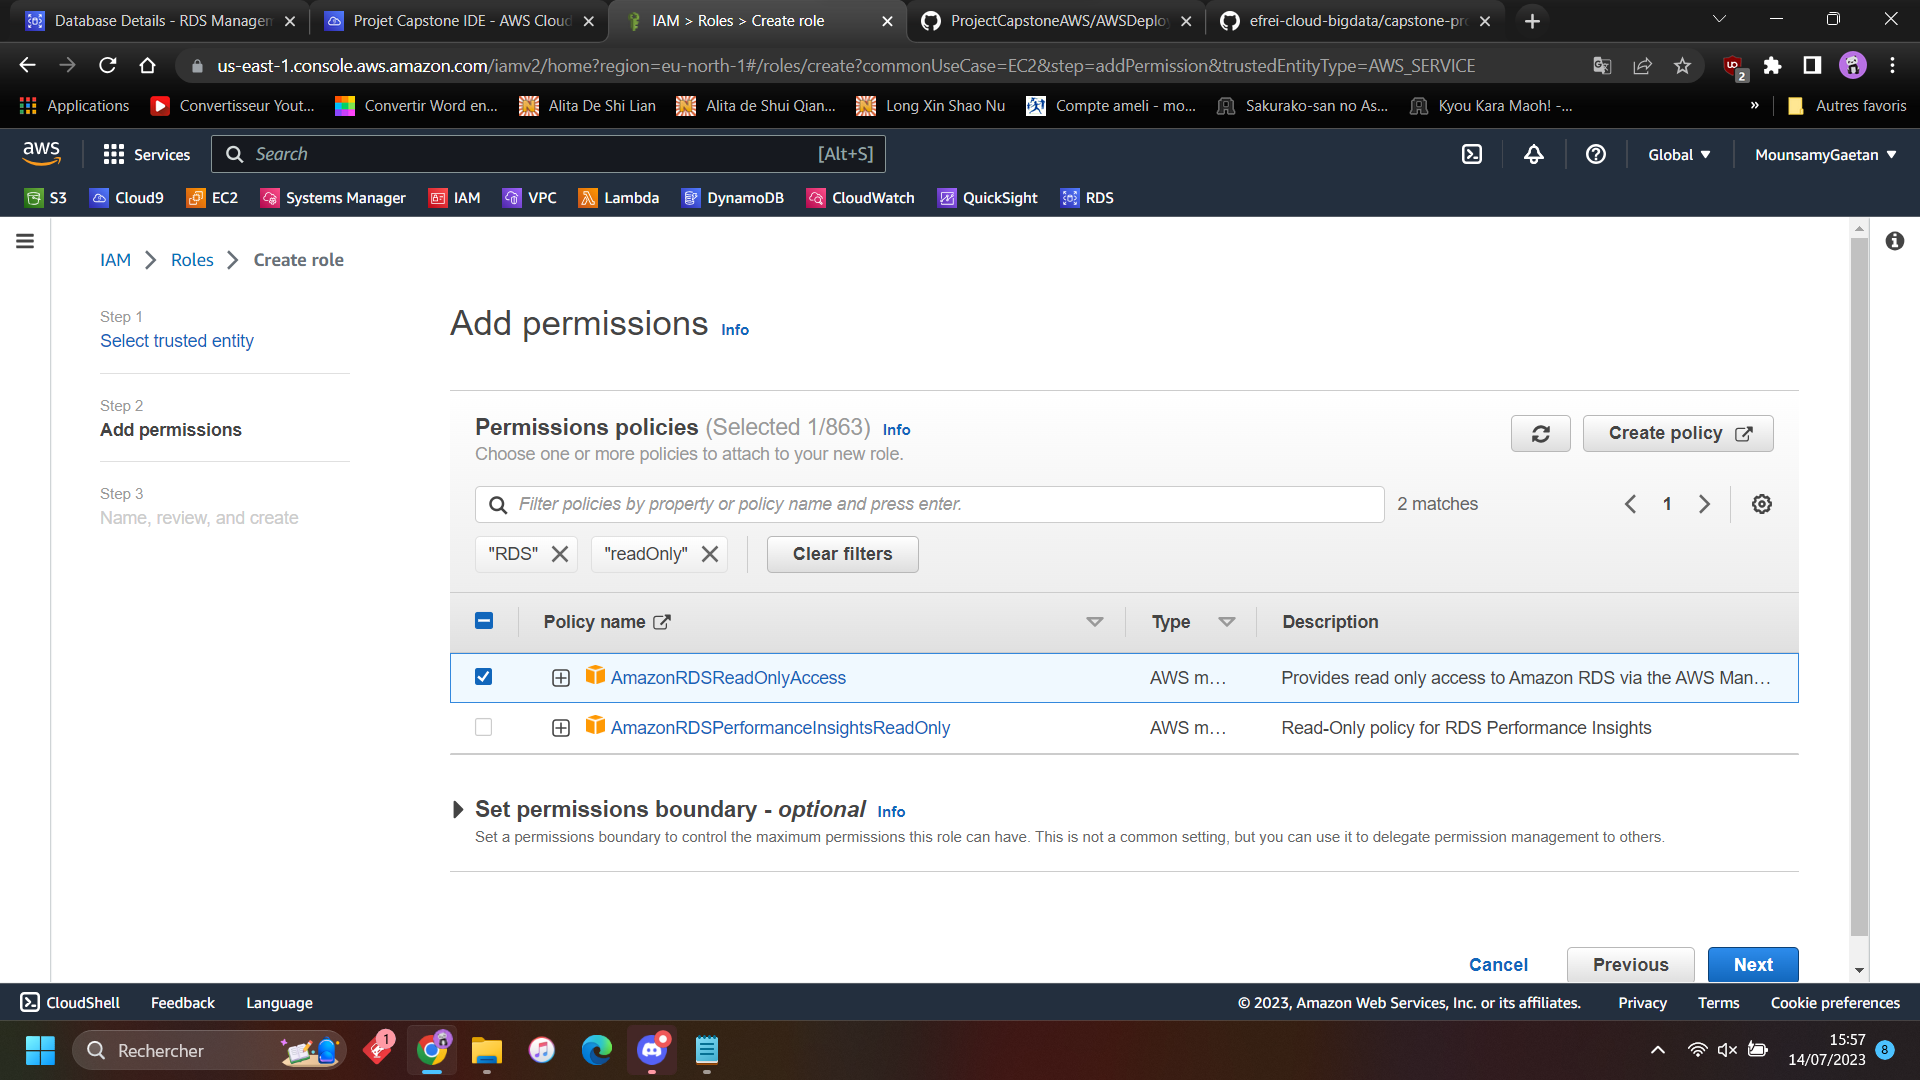 Database Details - RDS Managem
Projet Capstone IDE - AWS Cloud
IAM > Roles > Create role
ProjectCapstoneAWS/AWSDeplo
efrei-cloud-bigdata/capstone-pro
us-east-1.console.aws.amazon.com/iamv2/home?region=eu-north-1#/roles/create?commonUseCase=EC2&step=addPermission&trustedEntityType=AWS_SERVICE
2
Applications
Convertisseur Yout...
Convertir Word en...
Alita De Shi Lian
Alita de Shui Qian...
Long Xin Shao Nu
Compte ameli - mo...
Sakurako-san no As...
Kyou Kara Maoh! -...
»
Autres favoris
aws
Services
Search
[Alt+S]
Global
MounsamyGaetan
S3
Cloud9
EC2
Systems Manager
IAM
VPC
Lambda
DynamoDB
CloudWatch
QuickSight
RDS
IAM
Roles
Create role
Step 1
Select trusted entity
Step 2
Add permissions
Step 3
Name, review, and create
Add permissions Info
Permissions policies (Selected 1/863) Info
Choose one or more policies to attach to your new role.
Create policy
Filter policies by property or policy name and press enter.
2 matches
1
"RDS"
"readOnly"
Clear filters
Policy name
Type
Description
AmazonRDSReadOnlyAccess
AWS m...
Provides read only access to Amazon RDS via the AWS Man...
AmazonRDSPerformanceInsightsReadOnly
AWS m...
Read-Only policy for RDS Performance Insights
Set permissions boundary - optional Info
Set a permissions boundary to control the maximum permissions this role can have. This is not a common setting, but you can use it to delegate permission management to others.
Cancel
Previous
Next
CloudShell
Feedback
Language
© 2023, Amazon Web Services, Inc. or its affiliates.
Privacy
Terms
Cookie preferences
Rechercher
1
15:57
14/07/2023
8